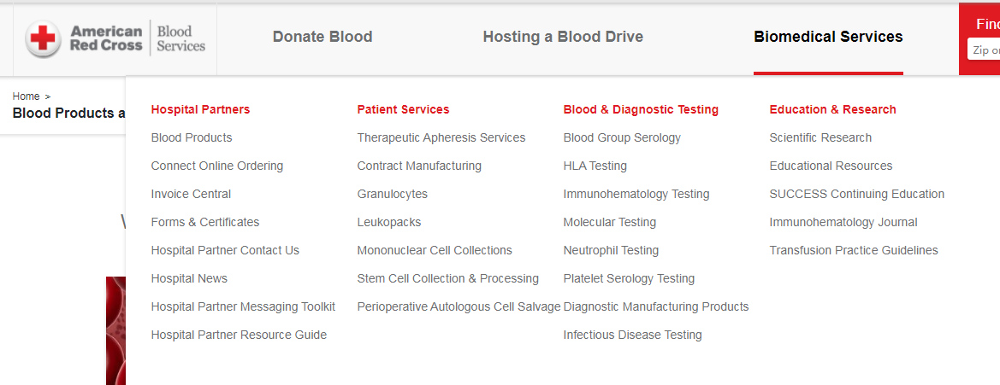 American Red Cross Blood Services
Donate Blood
Hosting a Blood Drive
Biomedical Services
Home >
Blood Products
Hospital Partners
Blood Products
Connect Online Ordering
Invoice Central
Forms & Certificates
Hospital Partner Contact Us
Hospital News
Hospital Partner Messaging Toolkit
Hospital Partner Resource Guide
Patient Services
Therapeutic Apheresis Services
Contract Manufacturing
Granulocytes
Leukopacks
Mononuclear Cell Collections
Stem Cell Collection & Processing
Perioperative Autologous Cell Salvage
Blood & Diagnostic Testing
Blood Group Serology
HLA Testing
Immunohematology Testing
Molecular Testing
Neutrophil Testing
Platelet Serology Testing
Diagnostic Manufacturing Products
Infectious Disease Testing
Education & Research
Scientific Research
Educational Resources
SUCCESS Continuing Education
Immunohematology Journal
Transfusion Practice Guidelines